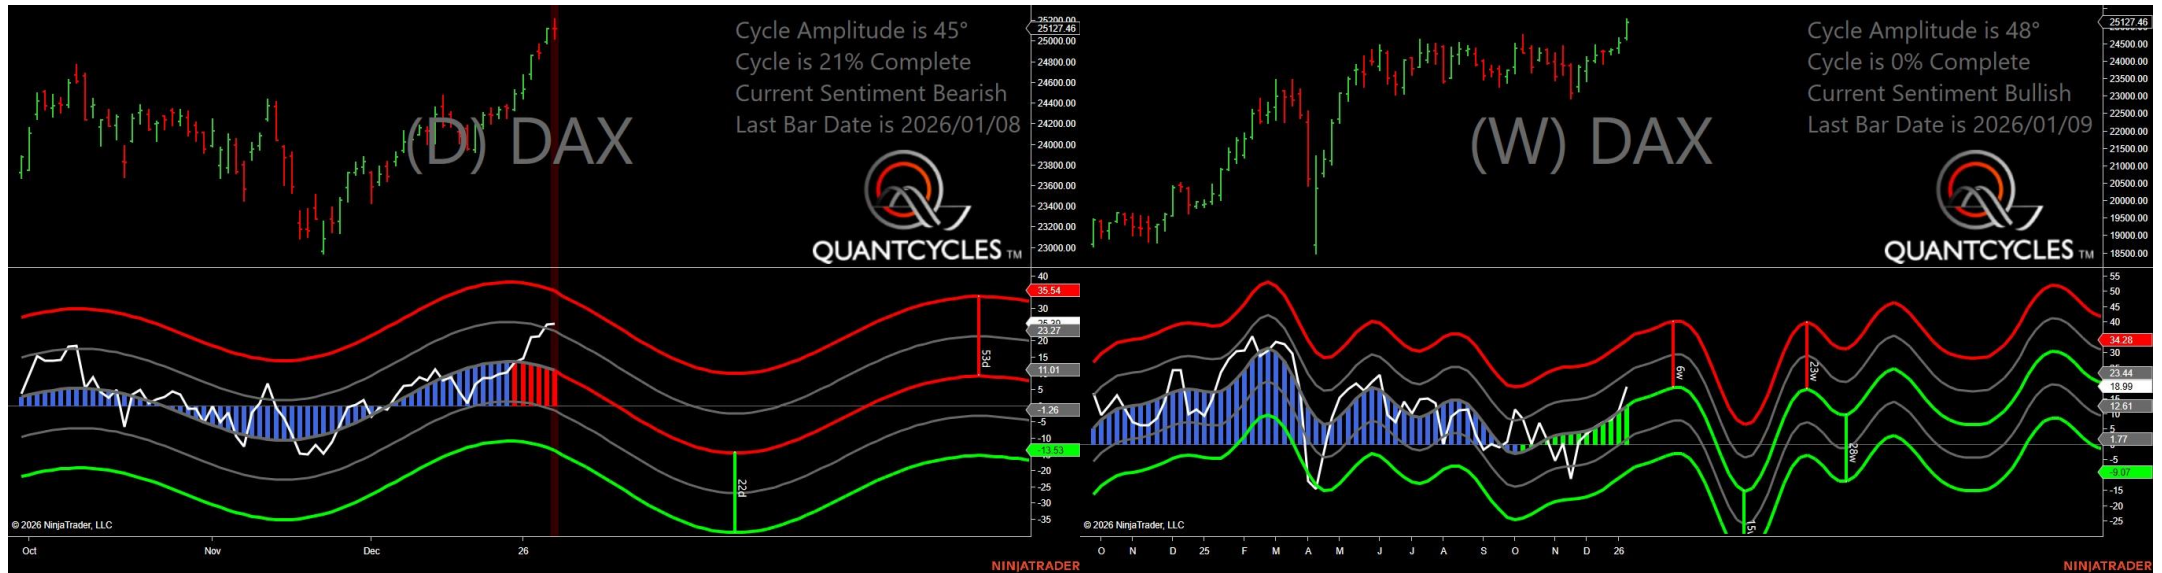 Cycle Amplitude is 45°
Cycle is 21% Complete
Current Sentiment Bearish
Last Bar Date is 2026/01/08
(D) DAX
QUANTCYCLES TM
25200.00
25127.46
25000.00
24800.00
24600.00
24400.00
24200.00
24000.00
23800.00
23600.00
23400.00
23200.00
23000.00
40
35.54
30
23.27
20
15
11.01
5
-1.26
-5
-10
-13.53
-20
-25
-30
-35
53d
22d
© 2026 NinjaTrader, LLC
Oct Nov Dec 26
NINJATRADER
Cycle Amplitude is 48°
Cycle is 0% Complete
Current Sentiment Bullish
Last Bar Date is 2026/01/09
(W) DAX
QUANTCYCLES TM
25127.46
24500.00
24000.00
23500.00
23000.00
22500.00
22000.00
21500.00
21000.00
20500.00
20000.00
19500.00
19000.00
18500.00
55
50
45
40
34.28
30
23.44
18.99
12.61
10
5
1.77
-5
-9.07
-15
-20
-25
6w
23w
28w
© 2026 NinjaTrader, LLC
O N D 25 F M A M J J A S O N D 26
NINJATRADER